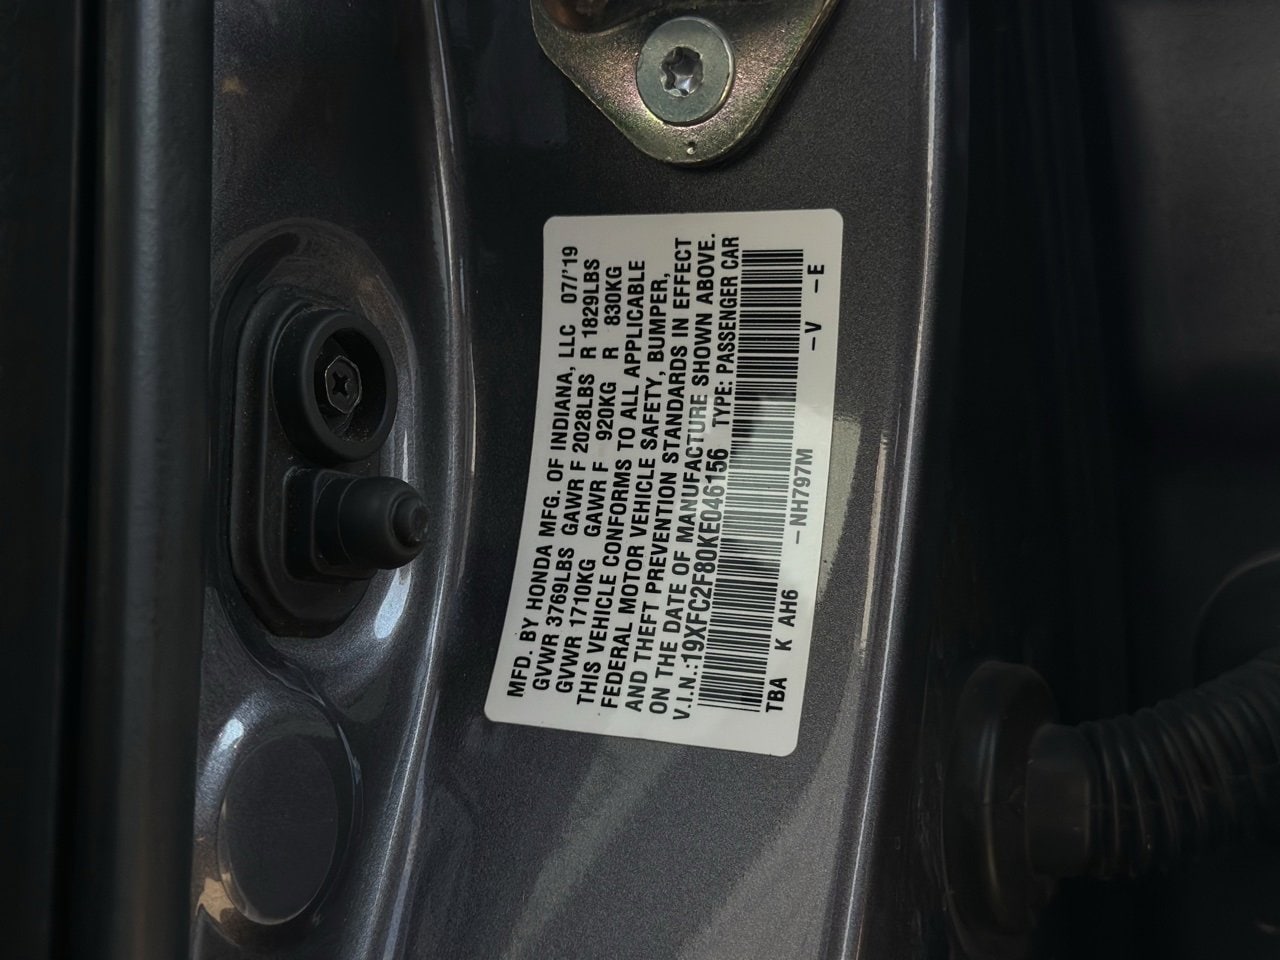 MFD. BY HONDA MFG. OF INDIANA, LLC 07/'19
GVWR 3769LBS GAWR F 2028LBS R 1829LBS
GVWR 1710KG GAWR F 920KG R 830KG
THIS VEHICLE CONFORMS TO ALL APPLICABLE
FEDERAL MOTOR VEHICLE SAFETY, BUMPER,
AND THEFT PREVENTION STANDARDS IN EFFECT
ON THE DATE OF MANUFACTURE SHOWN ABOVE.
V.I.N.:19XFC2F80KE046156 TYPE: PASSENGER CAR
TBA K AH6 – NH797M – V – E